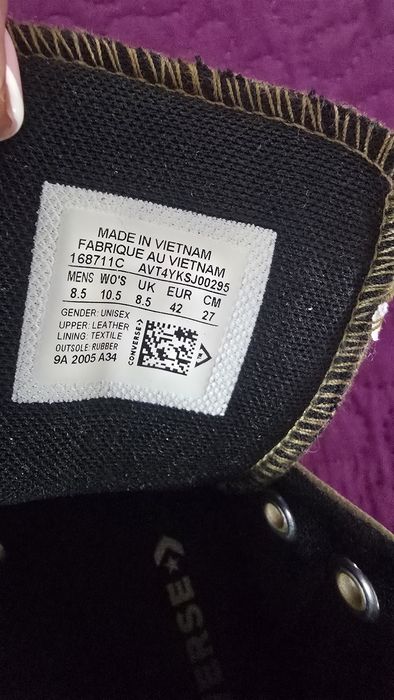 MADE IN VIETNAM
FABRIQUE AU VIETNAM
168711C AVT4YKSJ00295
MENS WO'S UK EUR CM
8.5 10.5 8.5 42 27
GENDER: UNISEX
UPPER: LEATHER
LINING: TEXTILE
OUTSOLE: RUBBER
9A 2005 A34
CONVERSE
ERSE